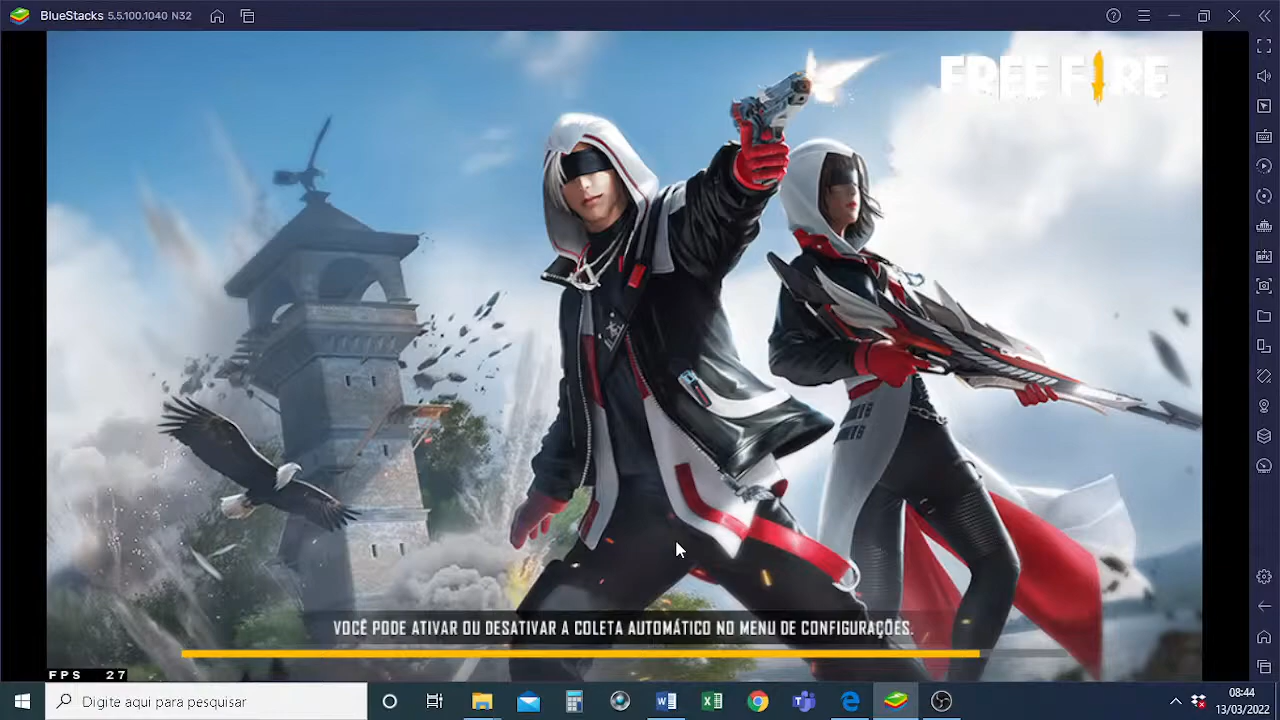 BlueStacks 5.5.100.1040 N32
FREE FIRE
VOCÊ PODE ATIVAR OU DESATIVAR A COLETA AUTOMÁTICO NO MENU DE CONFIGURAÇÕES.
FPS 27
Digite aqui para pesquisar
08:44
13/03/2022